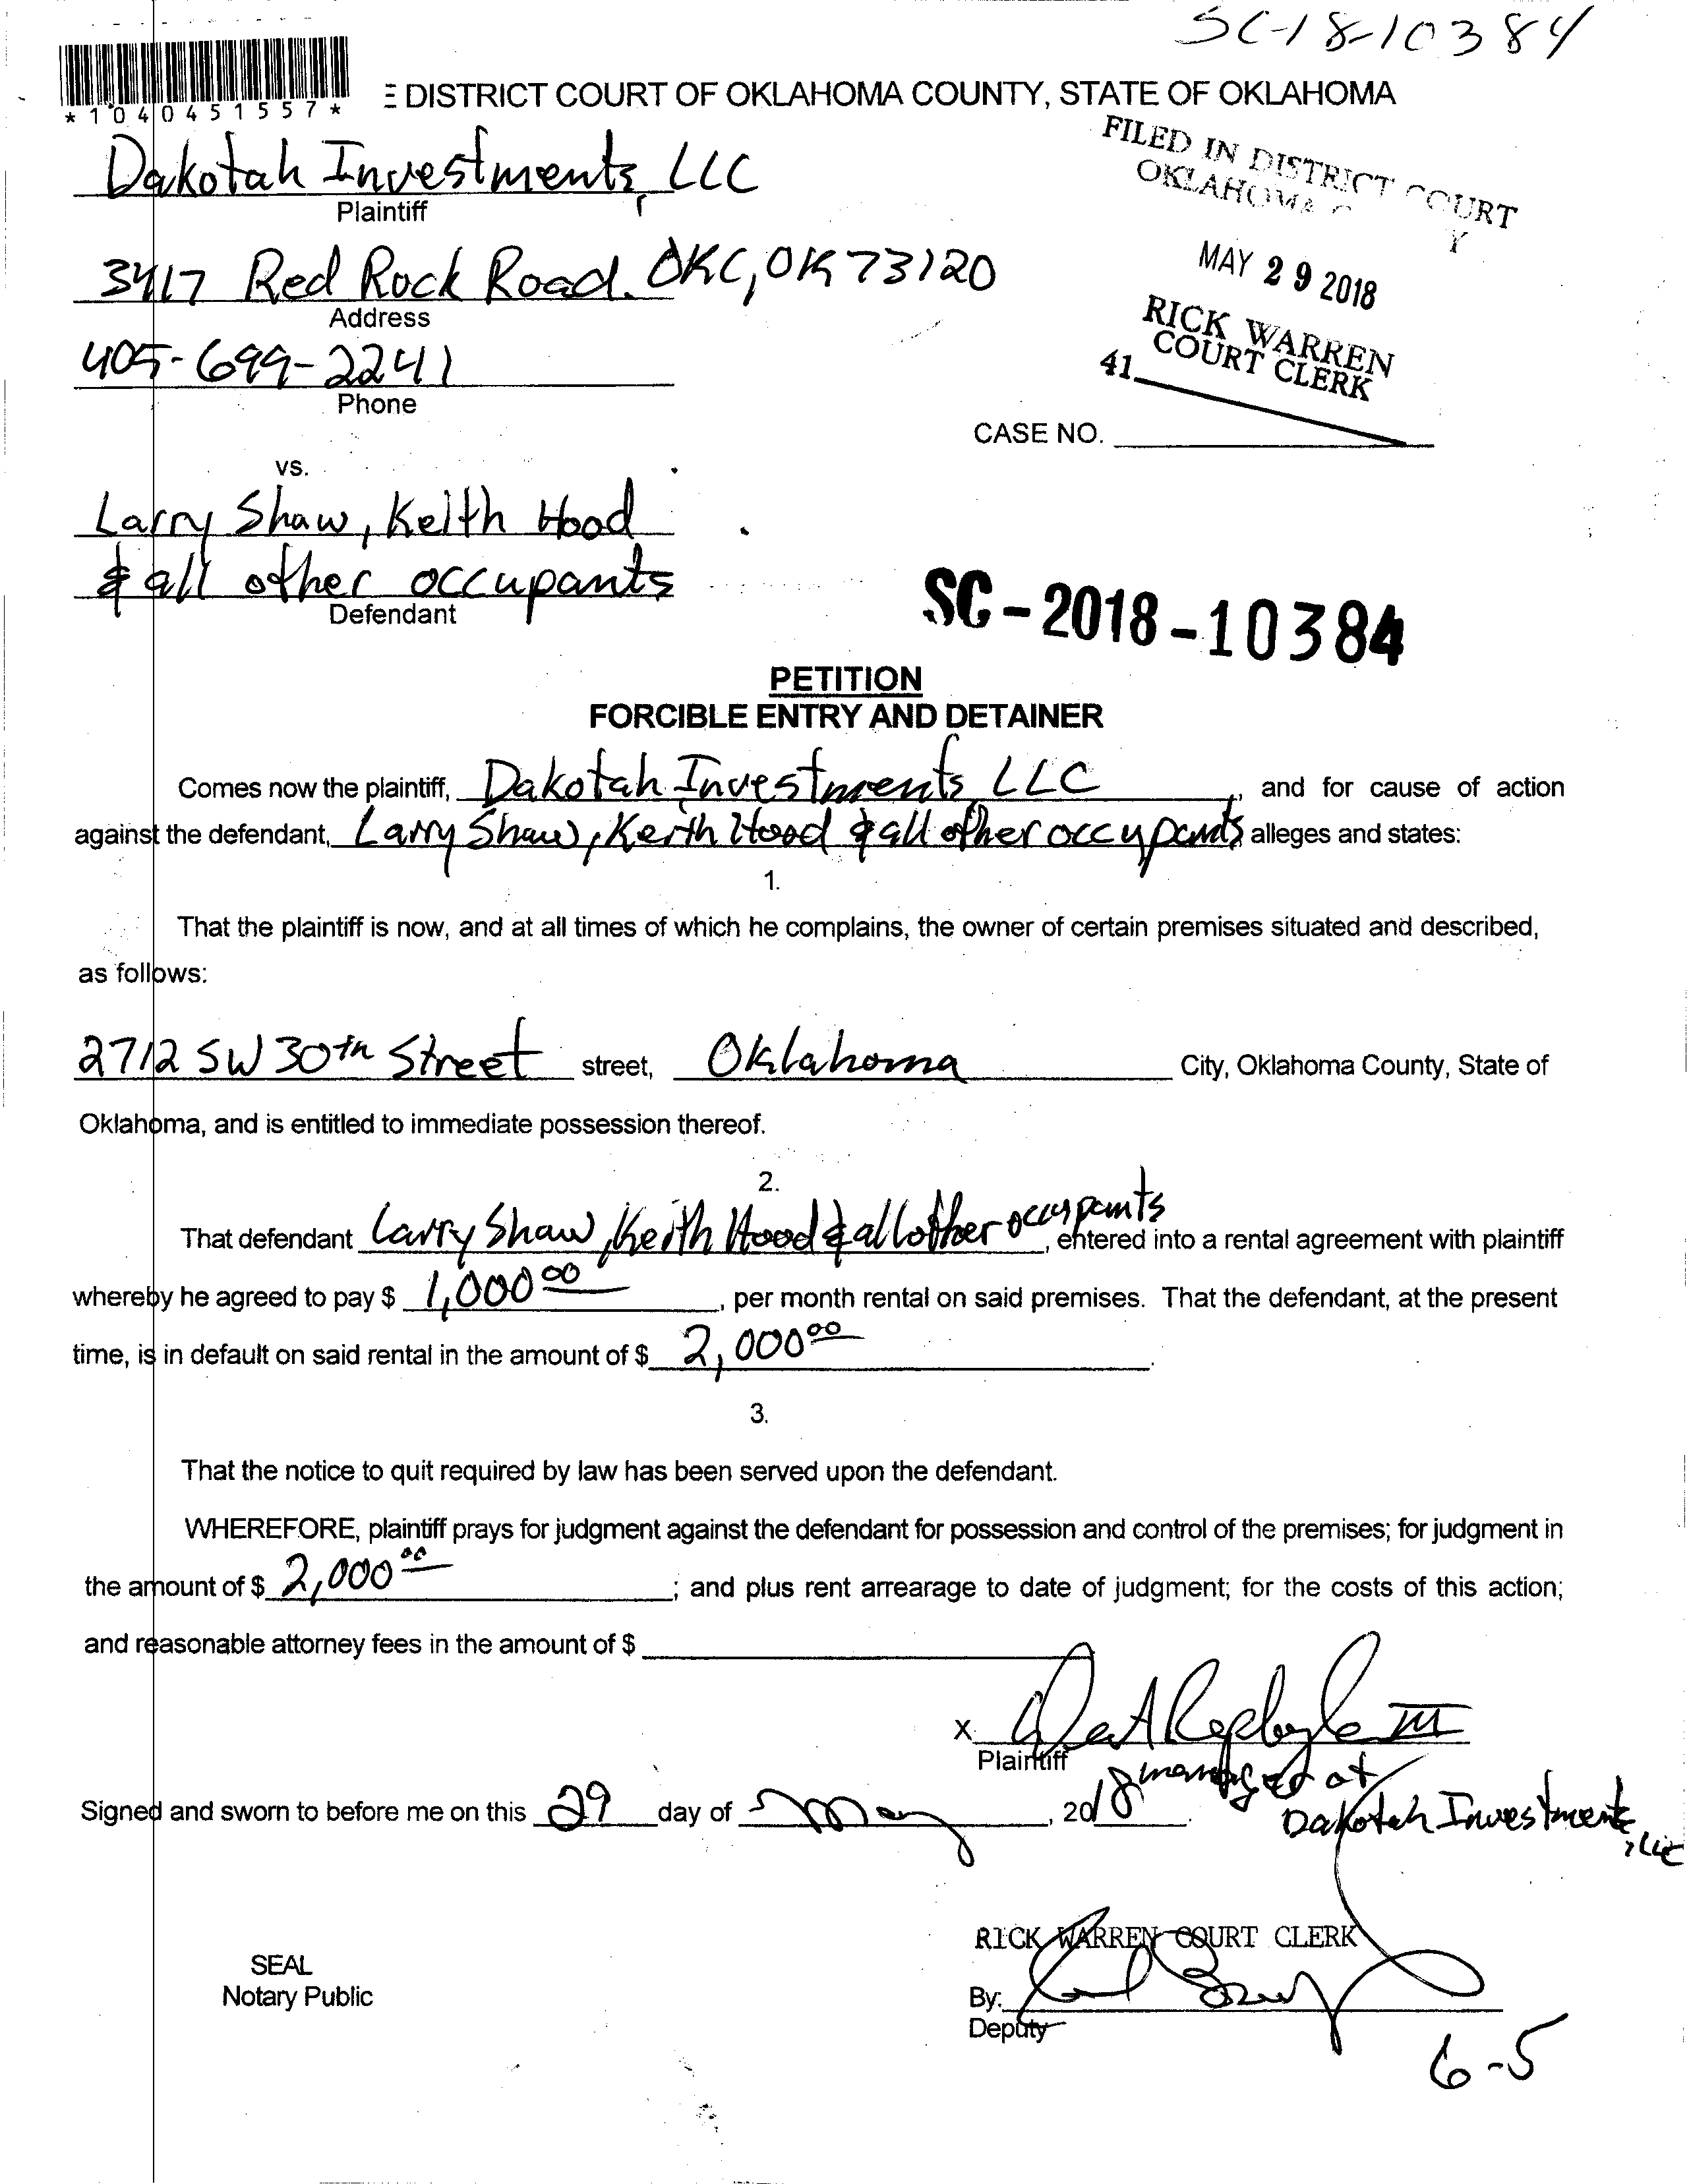 SC-18-10384
*1040451557*
E DISTRICT COURT OF OKLAHOMA COUNTY, STATE OF OKLAHOMA
Dakotah Investments, LLC
Plaintiff
FILED IN DISTRICT COURT
OKLAHOMA C Y
3417 Red Rock Road. OKC, OK 73120
Address
MAY 29 2018
RICK WARREN
COURT CLERK
41
405-699-2241
Phone
CASE NO.
vs.
Larry Shaw, Keith Hood
& all other occupants
Defendant
SC-2018-10384
PETITION
FORCIBLE ENTRY AND DETAINER
Comes now the plaintiff, Dakotah Investments, LLC, and for cause of action
against the defendant, Larry Shaw, Keith Hood & all other occupants alleges and states:
1.
That the plaintiff is now, and at all times of which he complains, the owner of certain premises situated and described,
as follows:
2712 SW 30th Street street, Oklahoma City, Oklahoma County, State of
Oklahoma, and is entitled to immediate possession thereof.
2.
That defendant Larry Shaw, Keith Hood & all other occupants, entered into a rental agreement with plaintiff
whereby he agreed to pay $ 1,000 00, per month rental on said premises. That the defendant, at the present
time, is in default on said rental in the amount of $ 2,000 00.
3.
That the notice to quit required by law has been served upon the defendant.
WHEREFORE, plaintiff prays for judgment against the defendant for possession and control of the premises; for judgment in
the amount of $ 2,000 00; and plus rent arrearage to date of judgment; for the costs of this action;
and reasonable attorney fees in the amount of $
X III
Plaintiff
at
Dakotah Investments, LLC
Signed and sworn to before me on this 29 day of May, 2018.
RICK WARREN COURT CLERK
SEAL
Notary Public
By:
Deputy
6-5